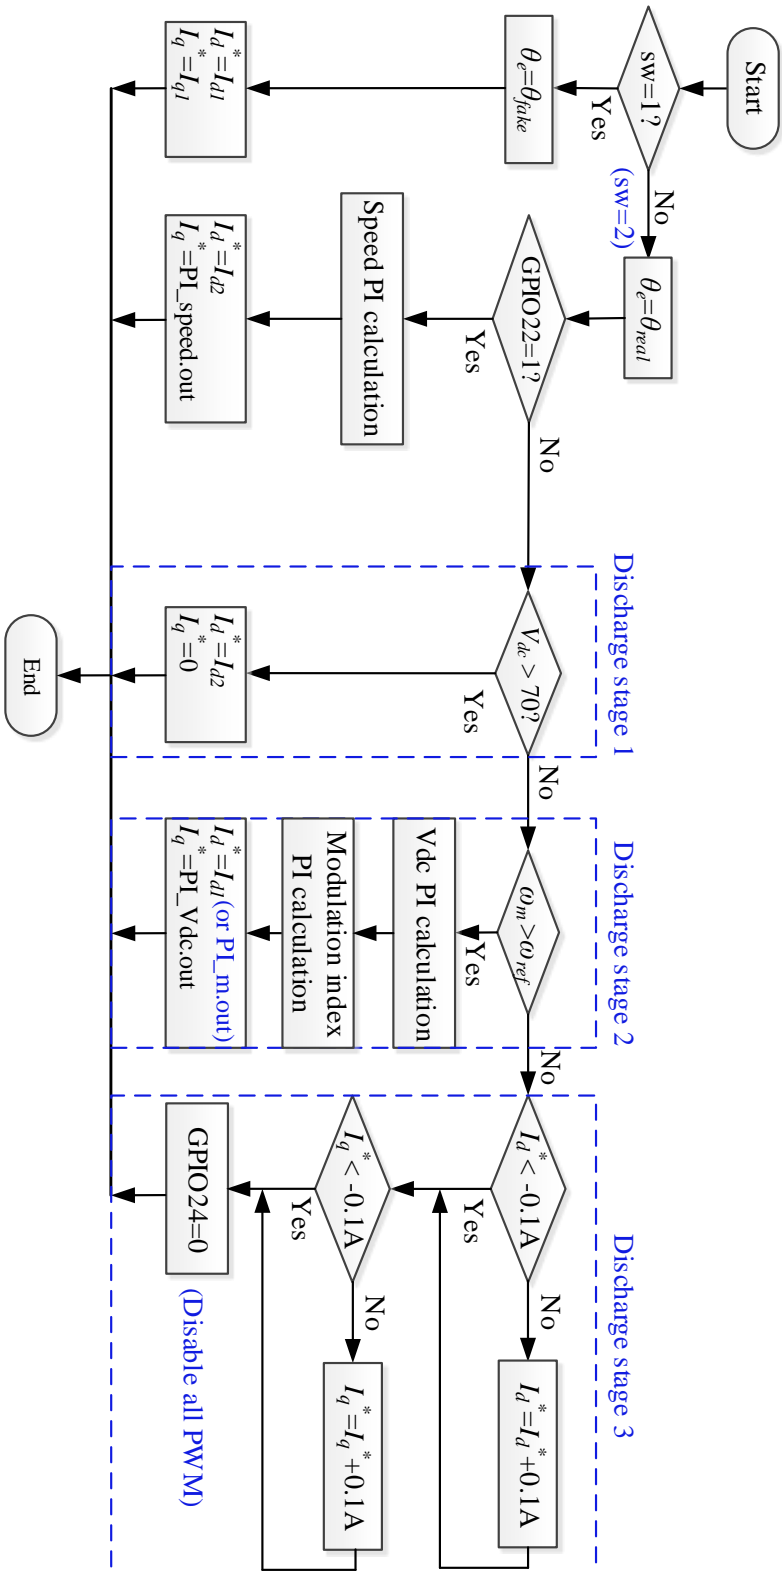 Start
sw=1?
Yes
No
(sw=2)
θe=θfake
Id*=Id1
Iq*=Iq1
θe=θreal
GPIO22=1?
Yes
No
Speed PI calculation
Id*=Id2
Iq*=PI_speed.out
Discharge stage 1
Vdc > 70?
Yes
No
Id*=Id2
Iq*=0
End
Discharge stage 2
ωm>ωref
Yes
No
Vdc PI calculation
Modulation index
PI calculation
Id*=Id1(or PI_m.out)
Iq*=PI_Vdc.out
Discharge stage 3
Id*< -0.1A
Yes
No
Id*=Id*+0.1A
Iq*< -0.1A
Yes
No
Iq*=Iq*+0.1A
GPIO24=0
(Disable all PWM)